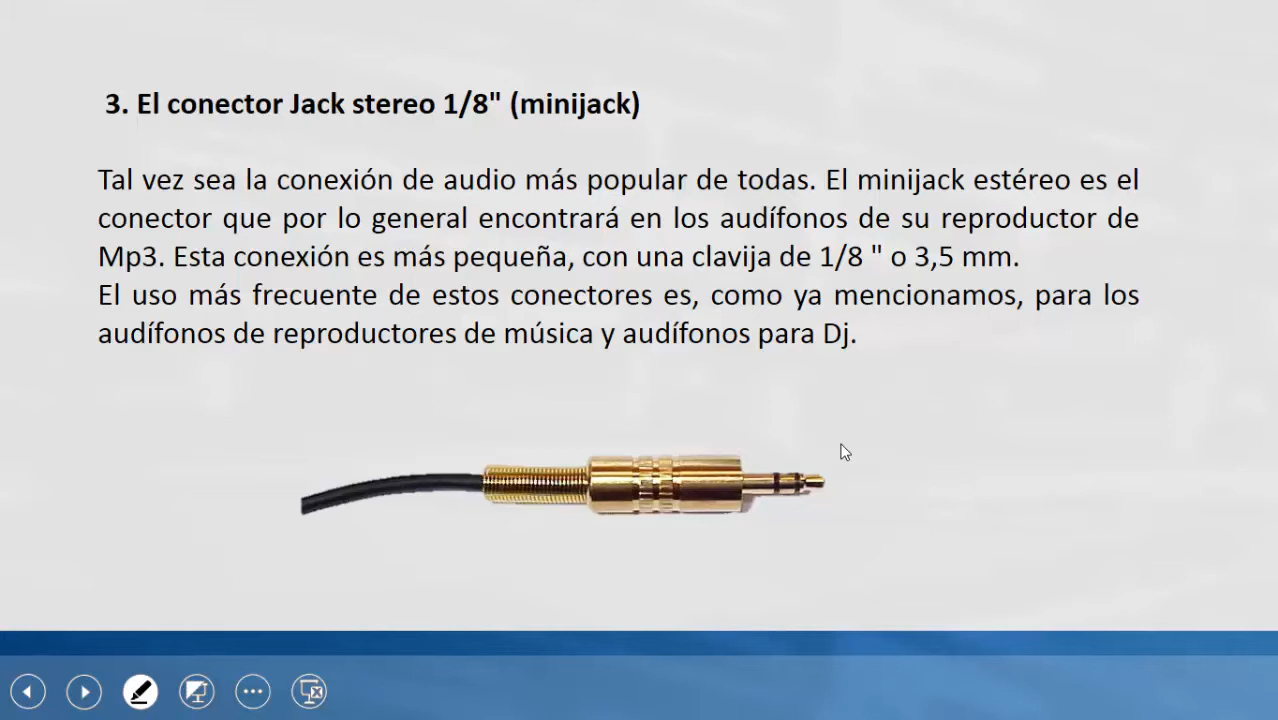 3. El conector Jack stereo 1/8" (minijack)
Tal vez sea la conexión de audio más popular de todas. El minijack estéreo es el
conector que por lo general encontrará en los audífonos de su reproductor de
Mp3. Esta conexión es más pequeña, con una clavija de 1/8 " o 3,5 mm.
El uso más frecuente de estos conectores es, como ya mencionamos, para los
audífonos de reproductores de música y audífonos para Dj.